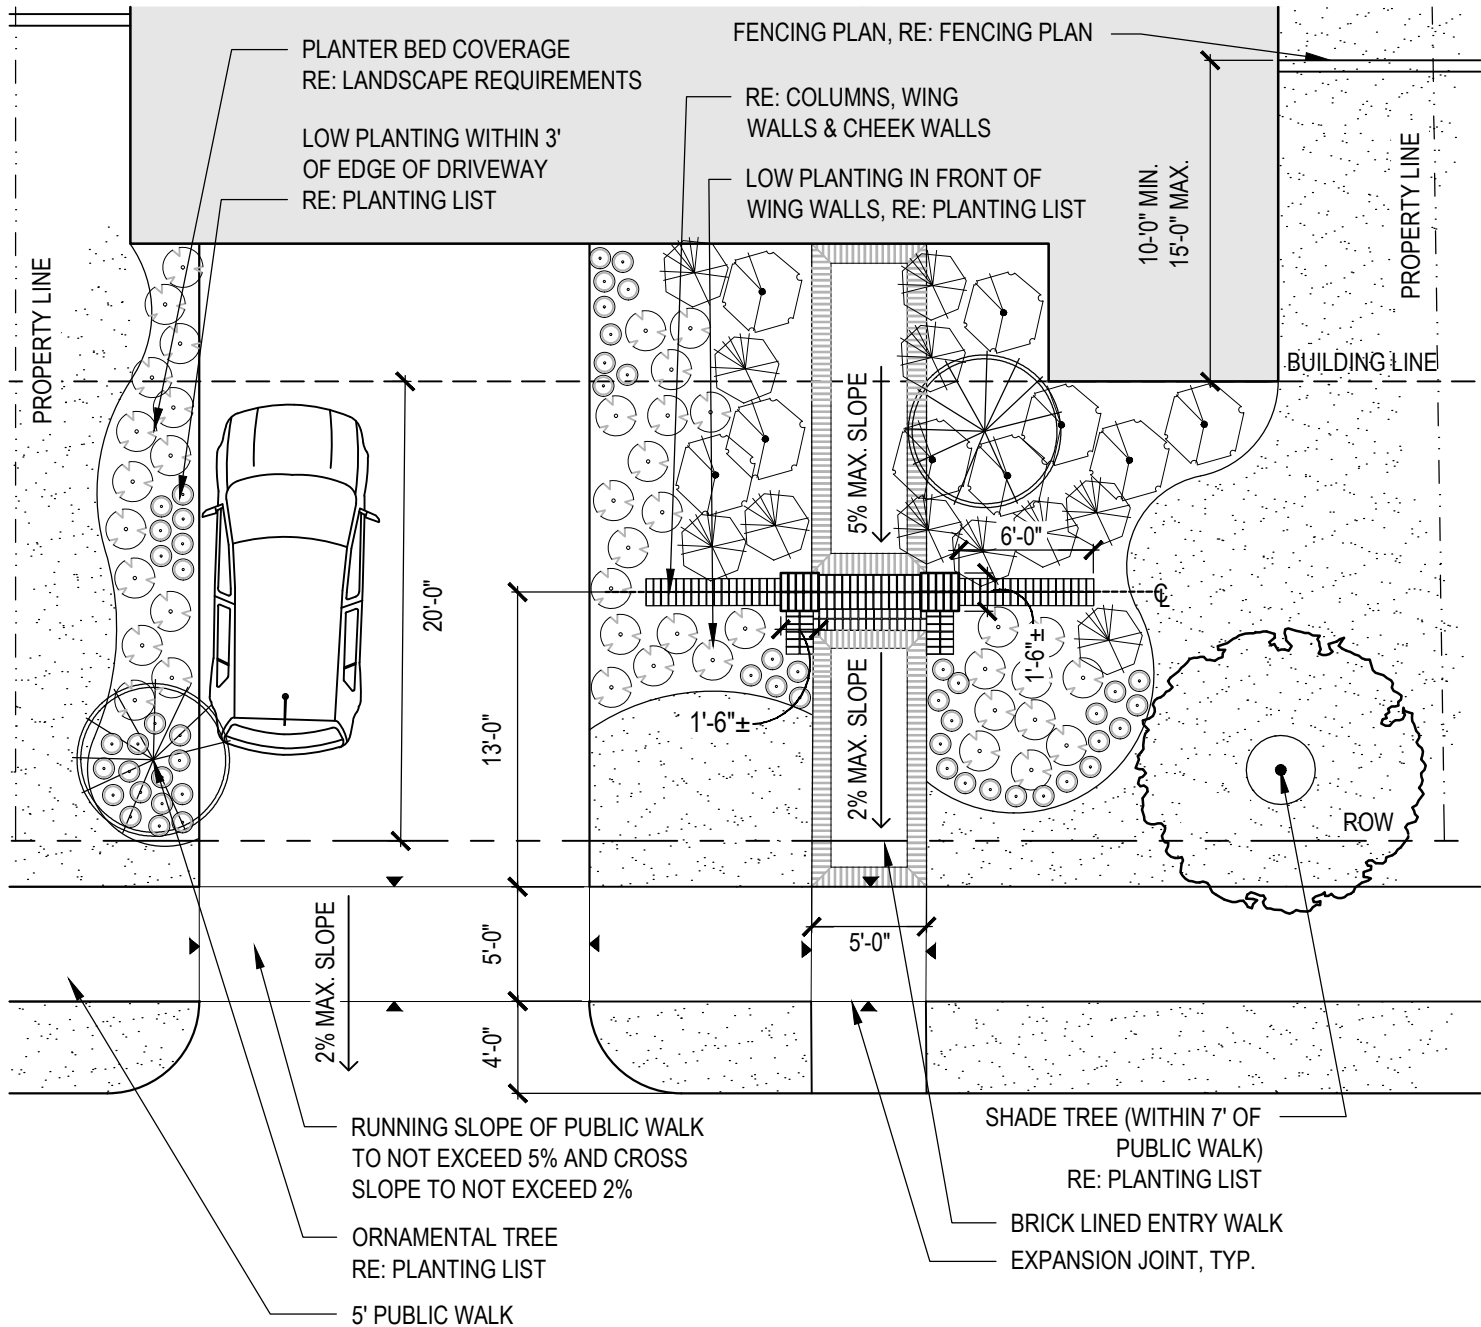 PLANTER BED COVERAGE
RE: LANDSCAPE REQUIREMENTS
LOW PLANTING WITHIN 3'
OF EDGE OF DRIVEWAY
RE: PLANTING LIST
FENCING PLAN, RE: FENCING PLAN
RE: COLUMNS, WING
WALLS & CHEEK WALLS
LOW PLANTING IN FRONT OF
WING WALLS, RE: PLANTING LIST
10-'0" MIN.
15'-0" MAX.
PROPERTY LINE
PROPERTY LINE
BUILDING LINE
5% MAX. SLOPE
6'-0"
20'-0"
℄
1'-6"±
1'-6"±
13'-0"
2% MAX. SLOPE
ROW
2% MAX. SLOPE
5'-0"
5'-0"
4'-0"
RUNNING SLOPE OF PUBLIC WALK
TO NOT EXCEED 5% AND CROSS
SLOPE TO NOT EXCEED 2%
ORNAMENTAL TREE
RE: PLANTING LIST
5' PUBLIC WALK
SHADE TREE (WITHIN 7' OF
PUBLIC WALK)
RE: PLANTING LIST
BRICK LINED ENTRY WALK
EXPANSION JOINT, TYP.